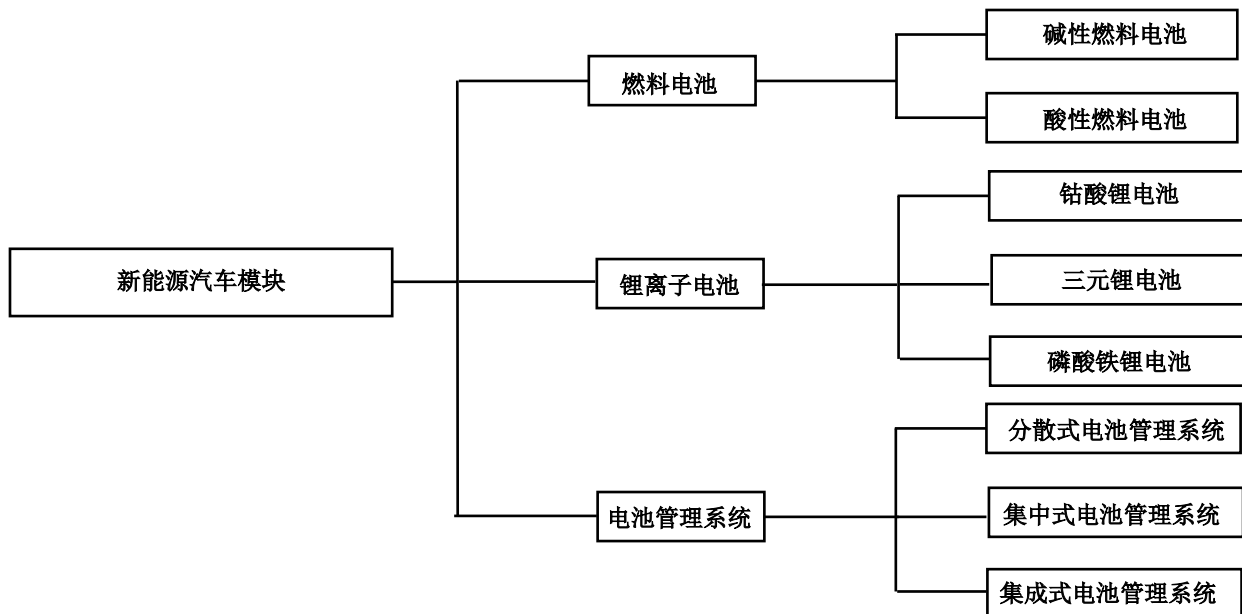 碱性燃料电池
燃料电池
酸性燃料电池
钴酸锂电池
新能源汽车模块
锂离子电池
三元锂电池
磷酸铁锂电池
分散式电池管理系统
电池管理系统
集中式电池管理系统
集成式电池管理系统